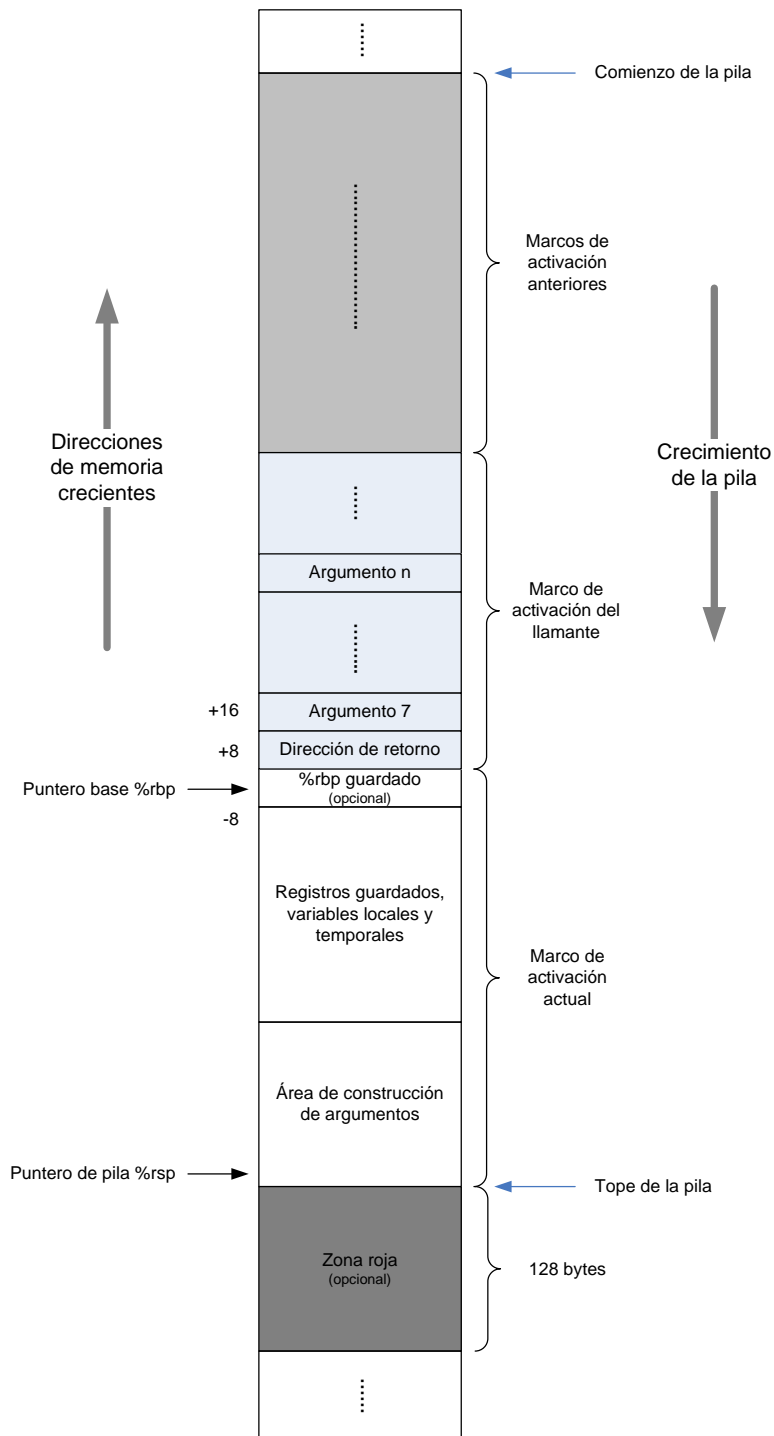 Comienzo de la pila
Marcos de
activación
anteriores
Direcciones
de memoria
crecientes
Crecimiento
de la pila
Argumento n
Marco de
activación del
llamante
+16
Argumento 7
+8
Dirección de retorno
Puntero base %rbp
%rbp guardado
(opcional)
-8
Registros guardados,
variables locales y
temporales
Marco de
activación
actual
Área de construcción
de argumentos
Puntero de pila %rsp
Tope de la pila
Zona roja
(opcional)
128 bytes